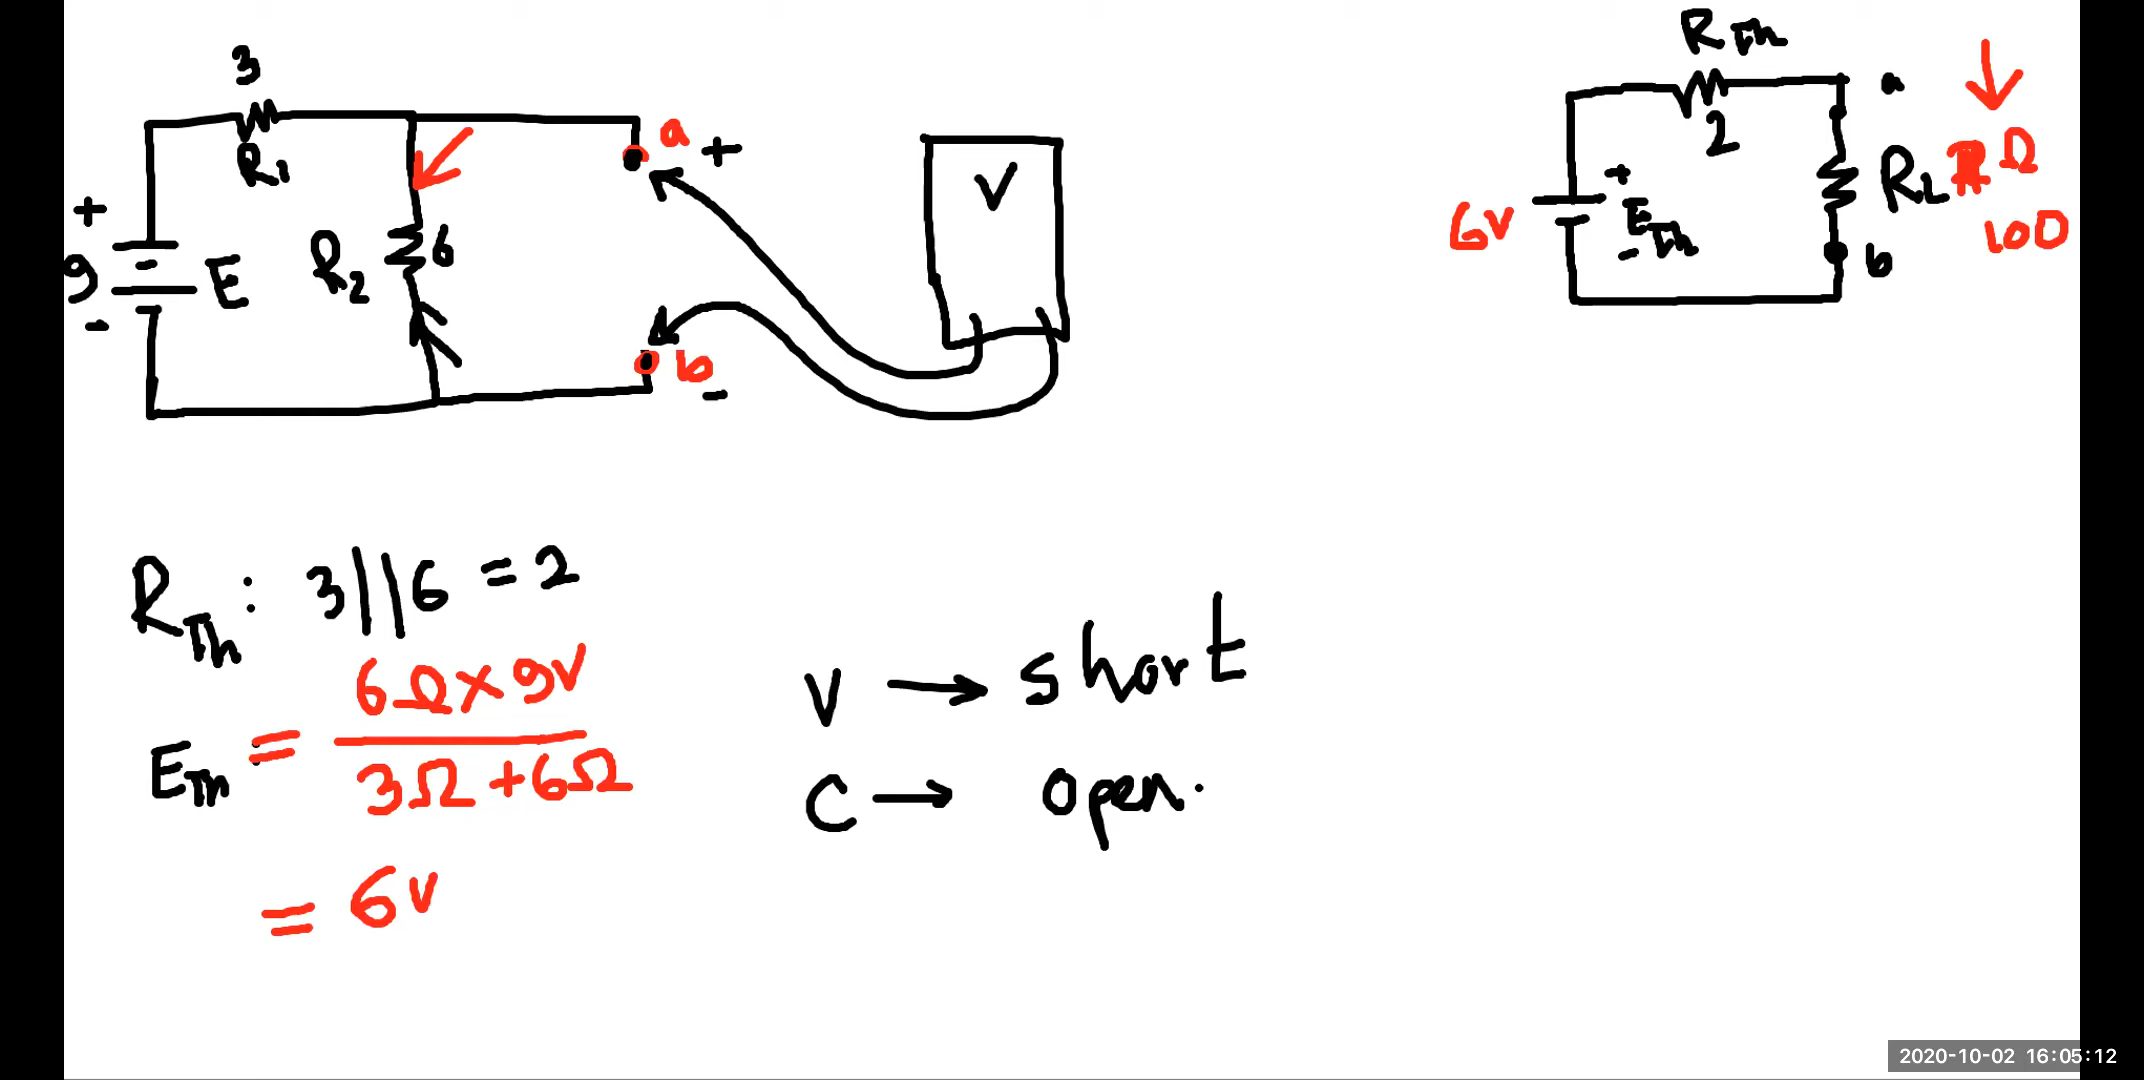 3
R1
+
9
-
E
R2
6
a +
b
-
V
RTh
2
a
6V
+
ETh
-
RL
Ω
100
b
RTh : 3||6 = 2
ETh = 6Ω×9V
3Ω+6Ω
= 6V
V → short
C → open.
2020-10-02 16:05:12